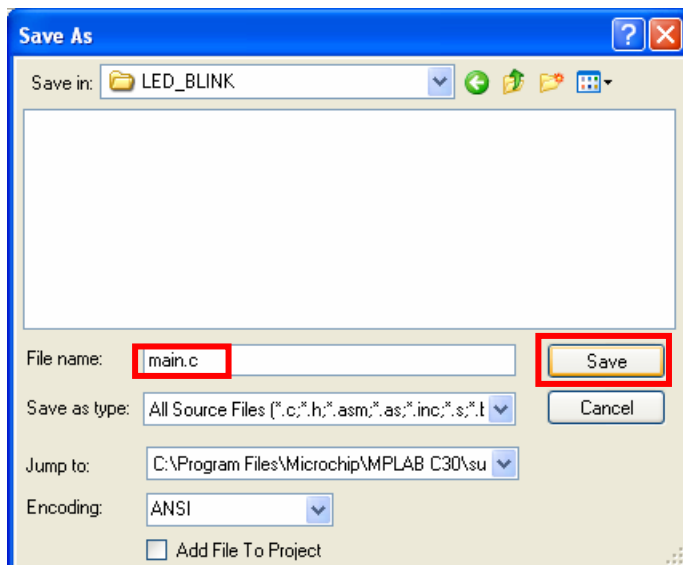 Save As
Save in: LED_BLINK
File name: main.c Save
Save as type: All Source Files (*.c;*.h;*.asm;*.as;*.inc;*.s;*.t Cancel
Jump to: C:\Program Files\Microchip\MPLAB C30\su
Encoding: ANSI
Add File To Project